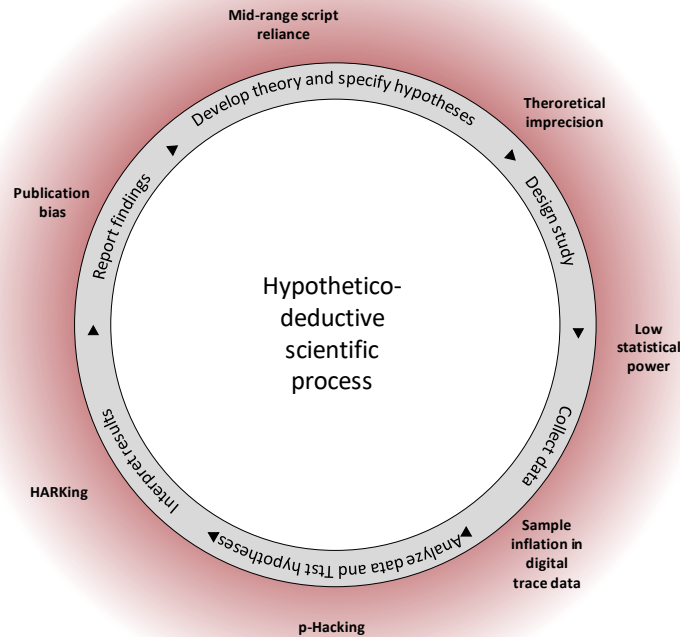 Mid-range script
reliance
Develop theory and specify hypotheses
Theroretical
imprecision
Design study
Publication
bias
Report findings
Hypothetico-
deductive
scientific
process
Low
statistical
power
Collect data
Interpret results
HARKing
Sample
inflation in
digital
trace data
Analyze data and Ttst hypotheses
p-Hacking